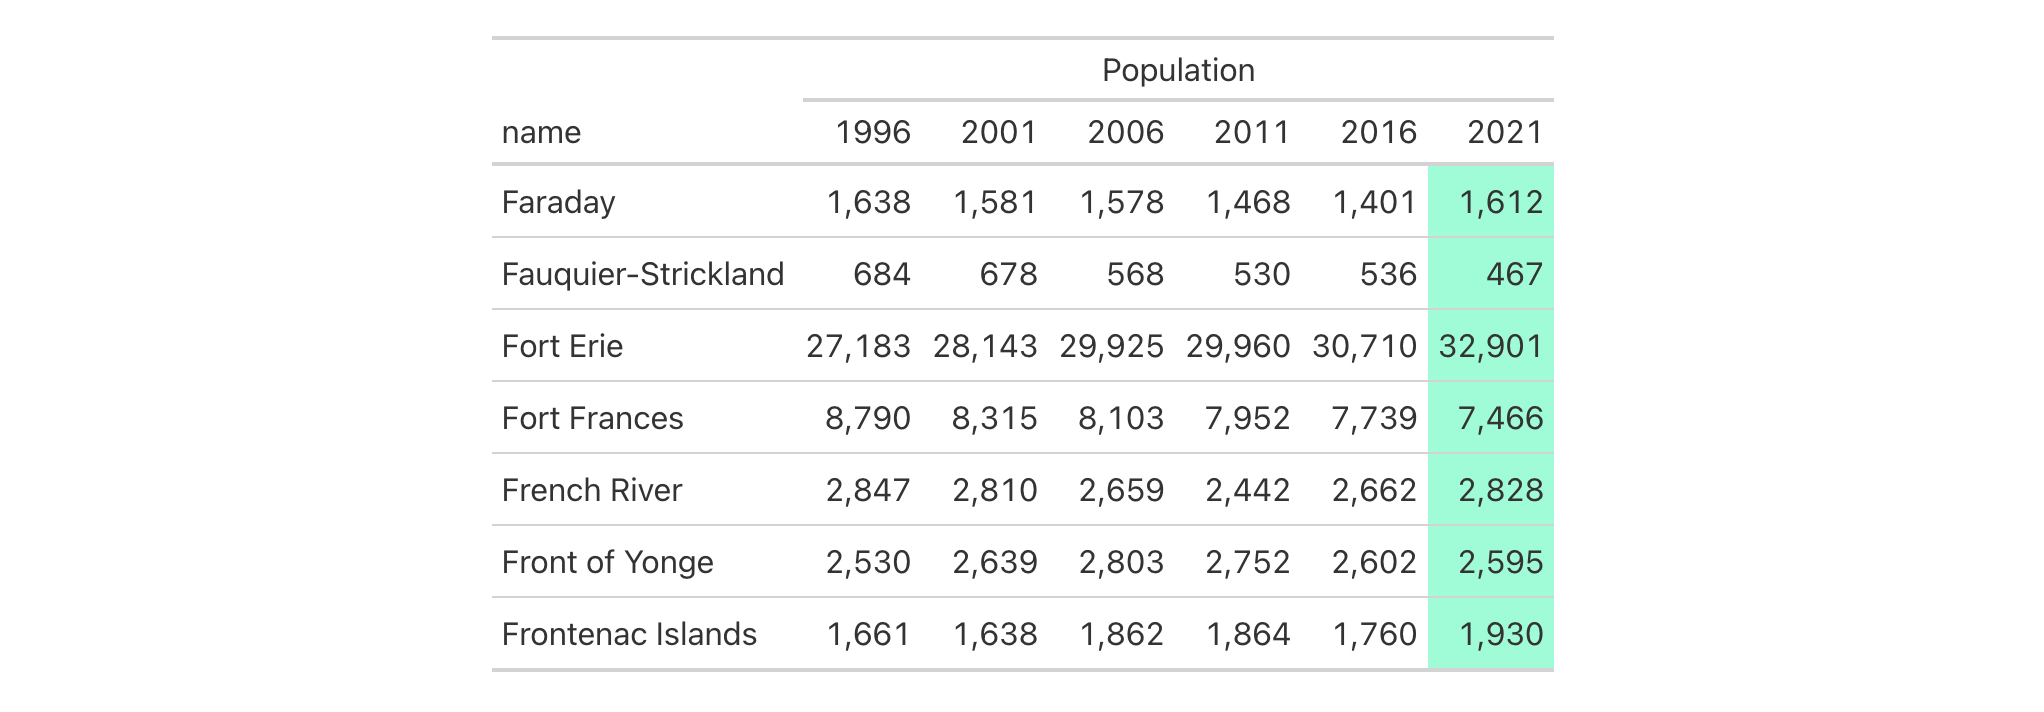 Population
name 1996 2001 2006 2011 2016 2021
Faraday 1,638 1,581 1,578 1,468 1,401 1,612
Fauquier-Strickland 684 678 568 530 536 467
Fort Erie 27,183 28,143 29,925 29,960 30,710 32,901
Fort Frances 8,790 8,315 8,103 7,952 7,739 7,466
French River 2,847 2,810 2,659 2,442 2,662 2,828
Front of Yonge 2,530 2,639 2,803 2,752 2,602 2,595
Frontenac Islands 1,661 1,638 1,862 1,864 1,760 1,930